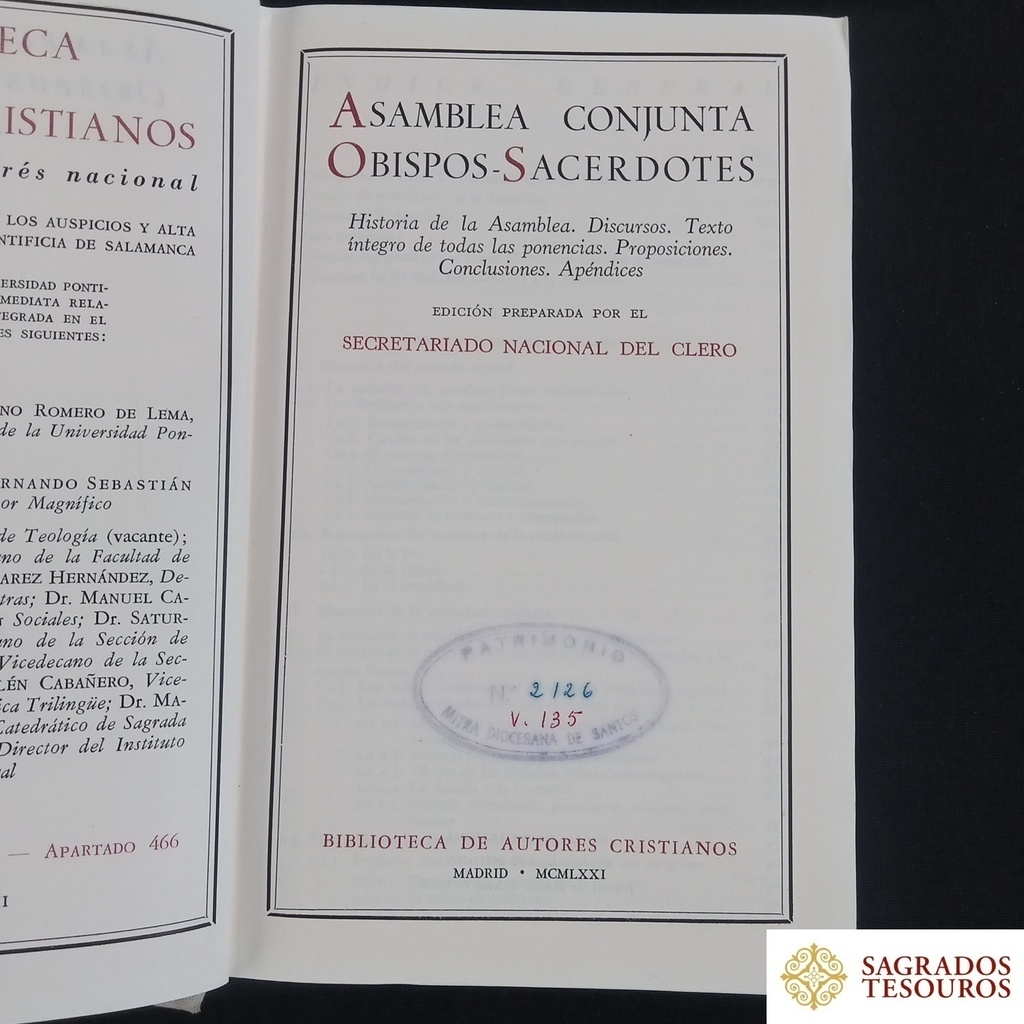 ECA
ISTIANOS
rés nacional
LOS AUSPICIOS Y ALTA
NTIFICIA DE SALAMANCA
ERSIDAD PONTI-
MEDIATA RELA-
EGRADA EN EL
ES SIGUIENTES:
NO ROMERO DE LEMA,
de la Universidad Pon-
RNANDO SEBASTIÁN
or Magnífico
de Teología (vacante);
no de la Facultad de
AREZ HERNÁNDEZ, De-
tras; Dr. MANUEL CA-
s Sociales; Dr. SATUR-
no de la Sección de
Vicedecano de la Sec-
LÉN CABAÑERO, Vice-
ica Trilingüe; Dr. MA-
Catedrático de Sagrada
Director del Instituto
al
— APARTADO 466
I
ASAMBLEA CONJUNTA
OBISPOS-SACERDOTES
Historia de la Asamblea. Discursos. Texto
íntegro de todas las ponencias. Proposiciones.
Conclusiones. Apéndices
EDICIÓN PREPARADA POR EL
SECRETARIADO NACIONAL DEL CLERO
PATRIMONIO
N° 2126
V. 135
MITRA DIOCESANA DE SANTOS
BIBLIOTECA DE AUTORES CRISTIANOS
MADRID • MCMLXXI
SAGRADOS
TESOUROS